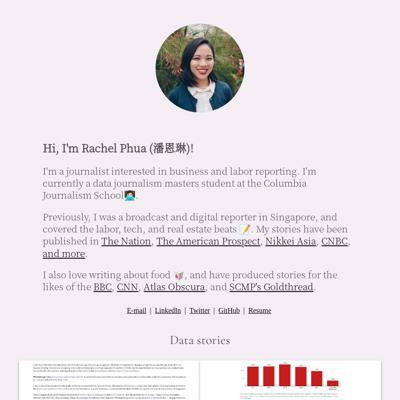 Hi, I'm Rachel Phua (潘恩琳)!
I'm a journalist interested in business and labor reporting. I'm
currently a data journalism masters student at the Columbia
Journalism School👩🏻‍💻.
Previously, I was a broadcast and digital reporter in Singapore, and
covered the labor, tech, and real estate beats 📝. My stories have been
published in The Nation, The American Prospect, Nikkei Asia, CNBC,
and more.
I also love writing about food 🥡, and have produced stories for the
likes of the BBC, CNN, Atlas Obscura, and SCMP's Goldthread.
E-mail | LinkedIn | Twitter | GitHub | Resume
Data stories